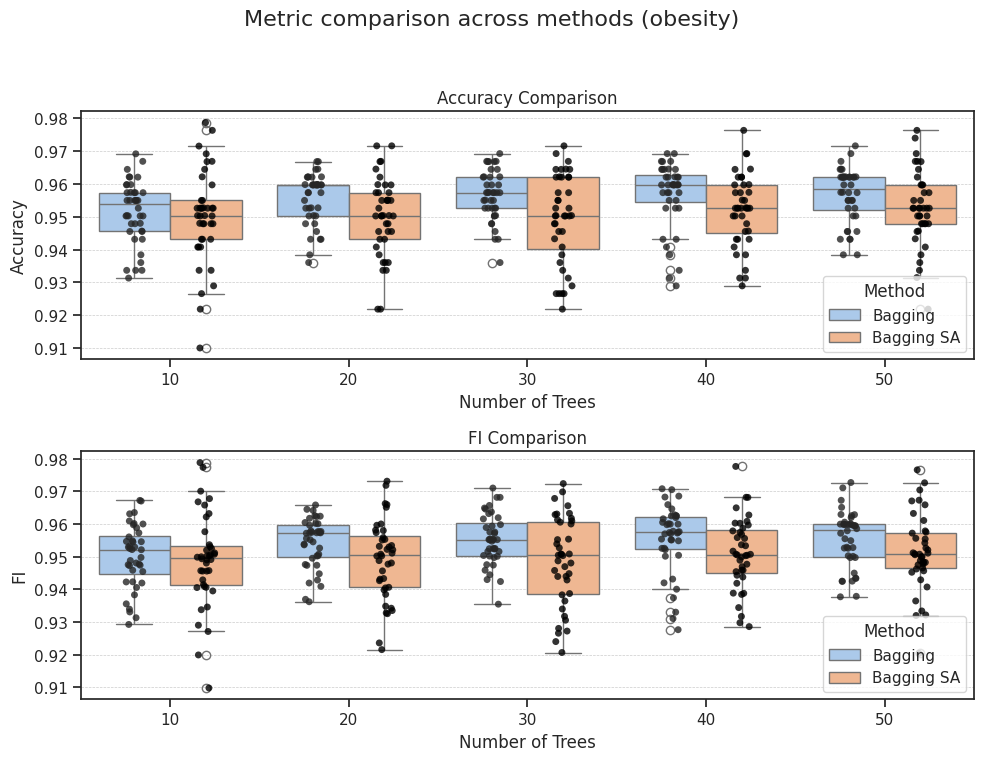 Metric comparison across methods (obesity)
Accuracy Comparison
Accuracy
0.98
0.97
0.96
0.95
0.94
0.93
0.92
0.91
Method
Bagging
Bagging SA
10 20 30 40 50
Number of Trees
FI Comparison
FI
0.98
0.97
0.96
0.95
0.94
0.93
0.92
0.91
Method
Bagging
Bagging SA
10 20 30 40 50
Number of Trees